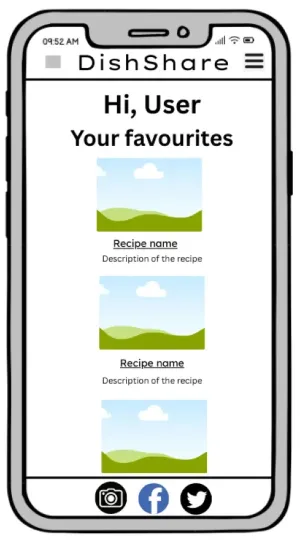 09:52 AM
DishShare
Hi, User
Your favourites
Recipe name
Description of the recipe
Recipe name
Description of the recipe